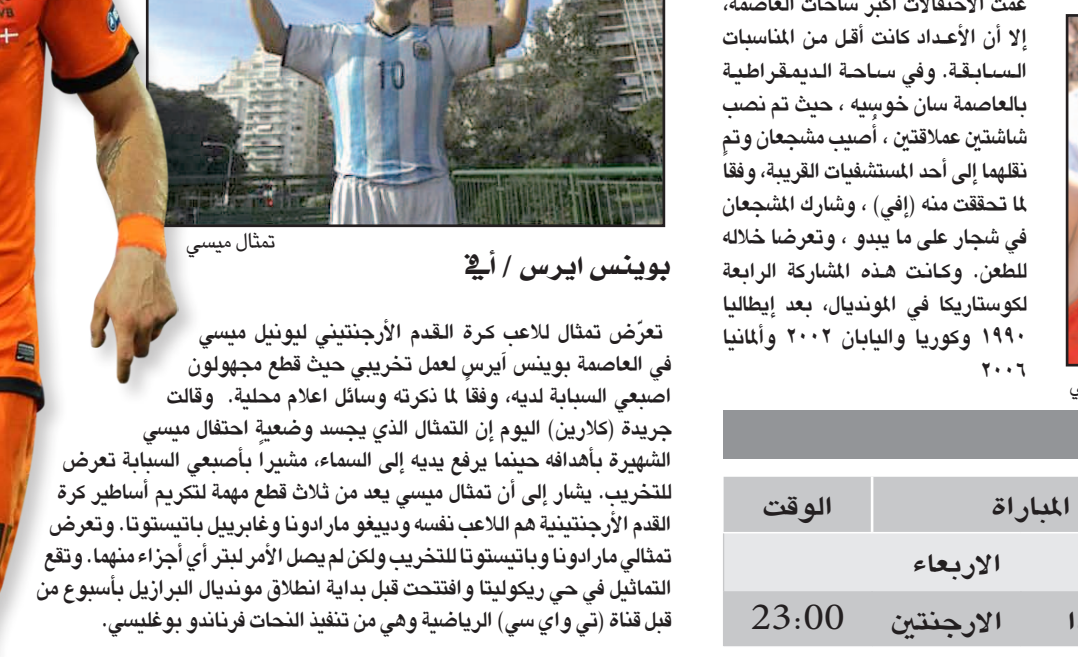 عمت الاحتفالات أكبر ساحات العاصمة،
إلا أن الأعداد كانت أقل من المناسبات
السابقة. وفي ساحة الديمقراطية
بالعاصمة سان خوسيه ، حيث تم نصب
شاشتين عملاقتين ، أُصيب مشجعان وتم
نقلهما إلى أحد المستشفيات القريبة، وفقاً
لما تحققت منه (إفي) ، وشارك المشجعان
في شجار على ما يبدو ، وتعرضا خلاله
للطعن. وكانت هذه المشاركة الرابعة
لكوستاريكا في المونديال، بعد إيطاليا
١٩٩٠ وكوريا واليابان ٢٠٠٢ وألمانيا
٢٠٠٦
10
تمثال ميسي
بوينس ايرس / أفي
تعرّض تمثال للاعب كرة القدم الأرجنتيني ليونيل ميسي
في العاصمة بوينس آيرس لعمل تخريبي حيث قطع مجهولون
اصبعي السبابة لديه، وفقاً لما ذكرته وسائل اعلام محلية. وقالت
جريدة (كلارين) اليوم إن التمثال الذي يجسد وضعية احتفال ميسي
الشهيرة بأهدافه حينما يرفع يديه إلى السماء، مشيراً بأصبعي السبابة تعرض
للتخريب. يشار إلى أن تمثال ميسي يعد من ثلاث قطع مهمة لتكريم أساطير كرة
القدم الأرجنتينية هم اللاعب نفسه ودييغو مارادونا وغابرييل باتيستوتا. وتعرض
تمثالي مارادونا وباتيستوتا للتخريب ولكن لم يصل الأمر لبتر أي أجزاء منهما. وتقع
التماثيل في حي ريكوليتا وافتتحت قبل بداية انطلاق مونديال البرازيل بأسبوع من
قبل قناة (تي واي سي) الرياضية وهي من تنفيذ النحات فرناندو بوغليسي.
المباراة الوقت
الاربعاء
الارجنتين 23:00